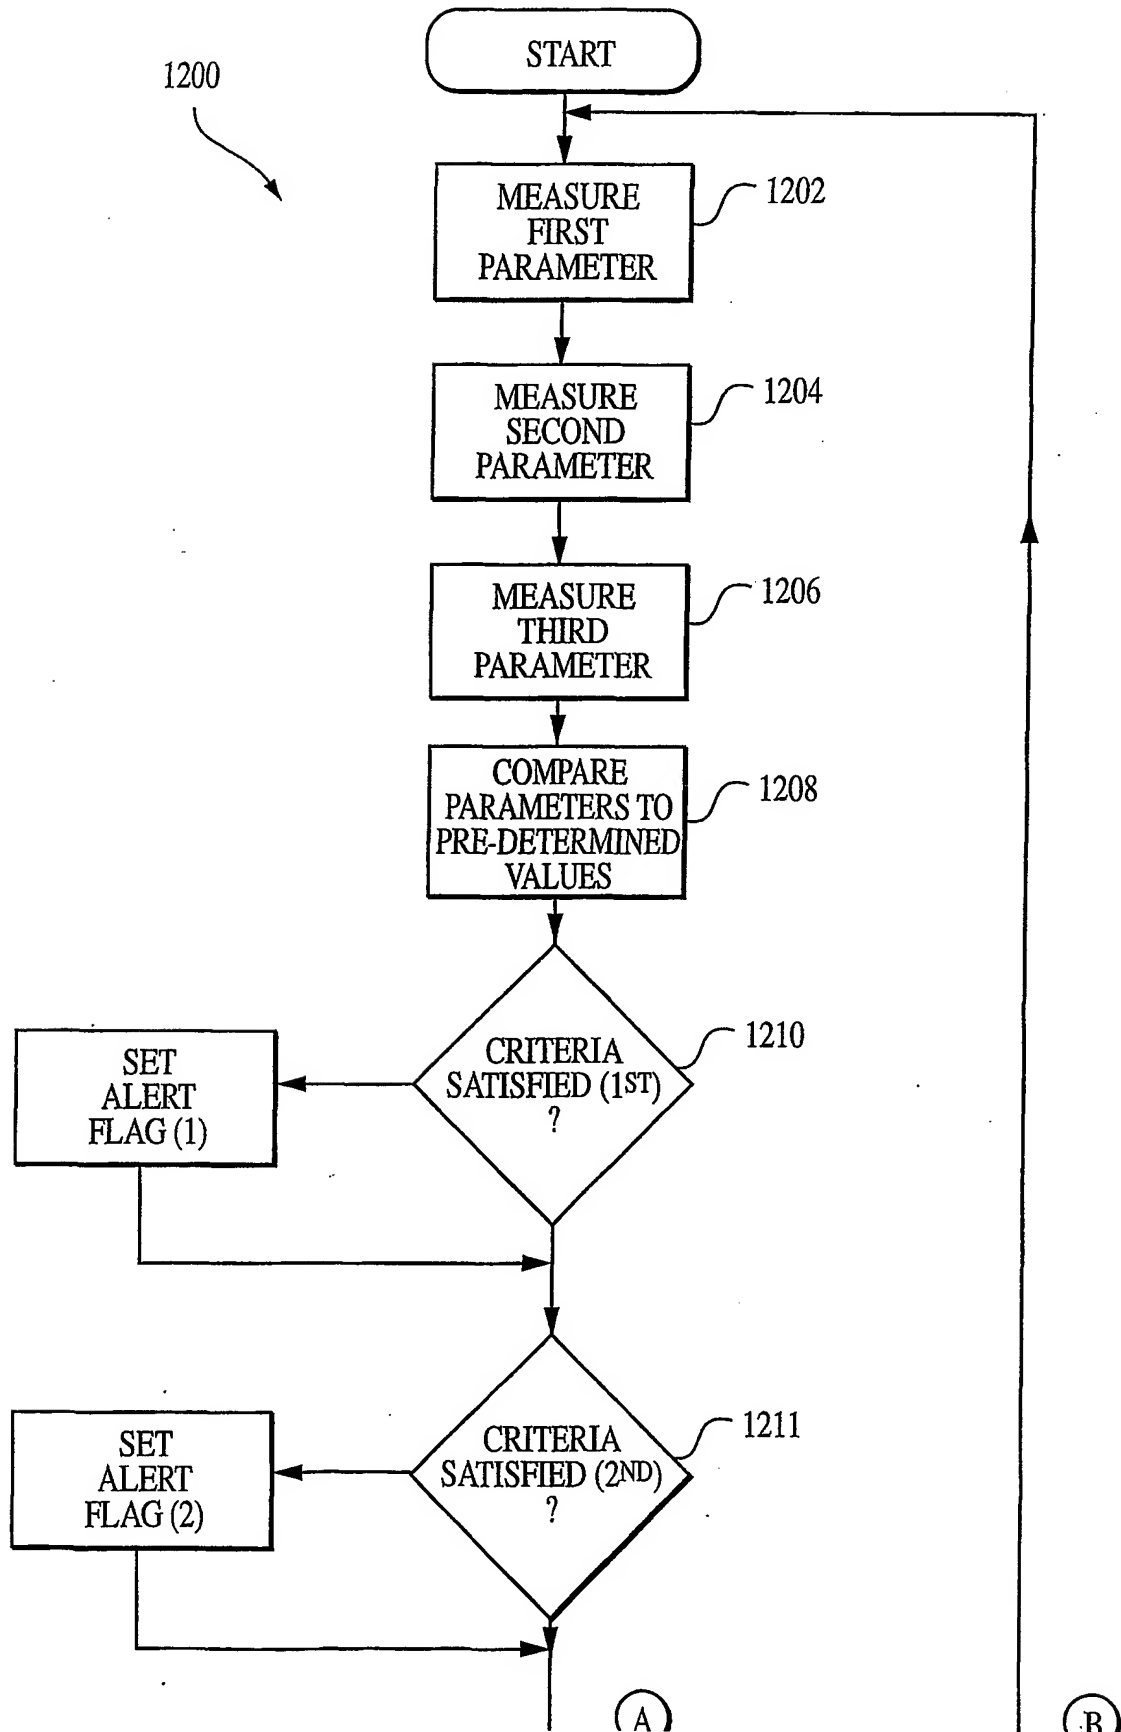 START
1200
MEASURE
FIRST
PARAMETER
1202
MEASURE
SECOND
PARAMETER
1204
MEASURE
THIRD
PARAMETER
1206
COMPARE
PARAMETERS TO
PRE-DETERMINED
VALUES
1208
CRITERIA
SATISFIED (1ST)
?
1210
SET
ALERT
FLAG (1)
CRITERIA
SATISFIED (2ND)
?
1211
SET
ALERT
FLAG (2)
A
B